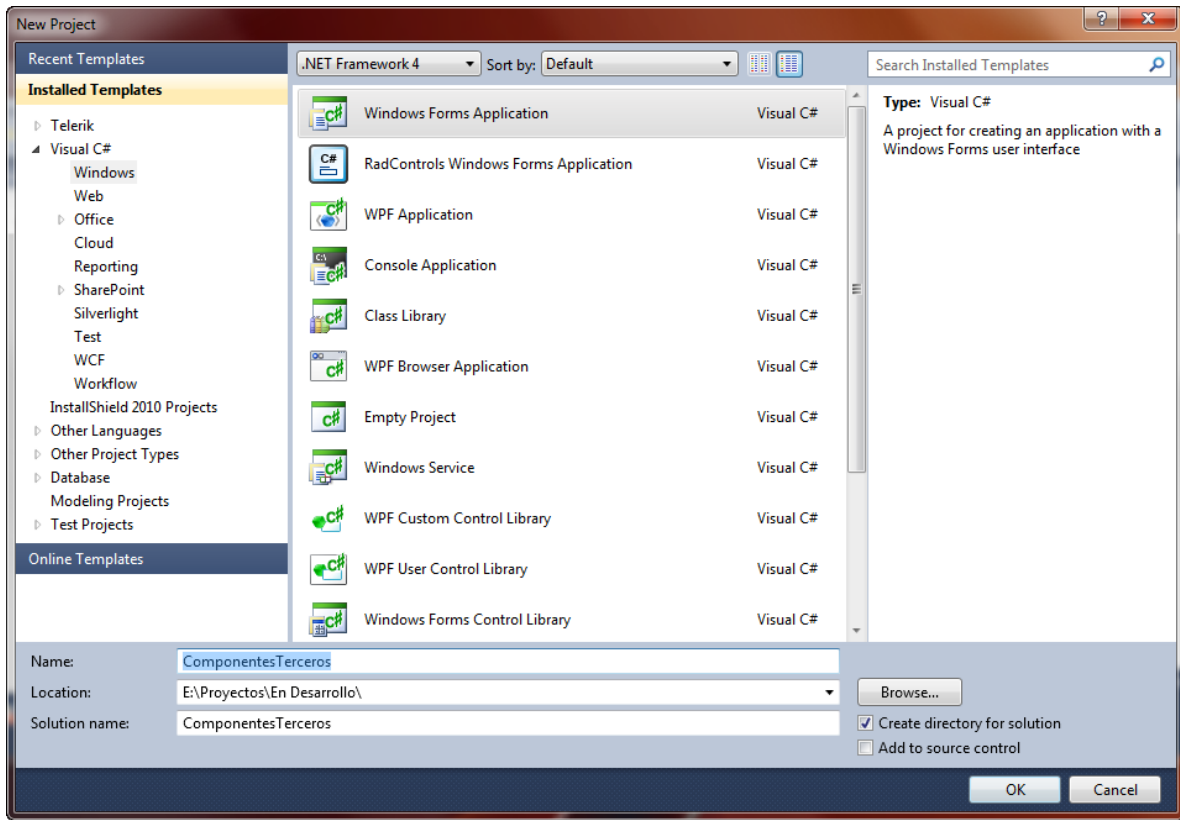 New Project
Recent Templates
Installed Templates
Telerik
Visual C#
Windows
Web
Office
Cloud
Reporting
SharePoint
Silverlight
Test
WCF
Workflow
InstallShield 2010 Projects
Other Languages
Other Project Types
Database
Modeling Projects
Test Projects
Online Templates
.NET Framework 4
Sort by: Default
Windows Forms Application Visual C#
RadControls Windows Forms Application Visual C#
WPF Application Visual C#
Console Application Visual C#
Class Library Visual C#
WPF Browser Application Visual C#
Empty Project Visual C#
Windows Service Visual C#
WPF Custom Control Library Visual C#
WPF User Control Library Visual C#
Windows Forms Control Library Visual C#
Search Installed Templates
Type: Visual C#
A project for creating an application with a
Windows Forms user interface
Name: ComponentesTerceros
Location: E:\Proyectos\En Desarrollo\
Browse...
Solution name: ComponentesTerceros
Create directory for solution
Add to source control
OK Cancel